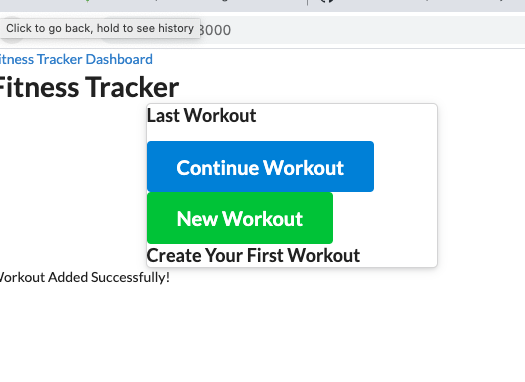 Click to go back, hold to see history
3000
itness Tracker Dashboard
Fitness Tracker
Last Workout
Continue Workout
New Workout
Create Your First Workout
Workout Added Successfully!